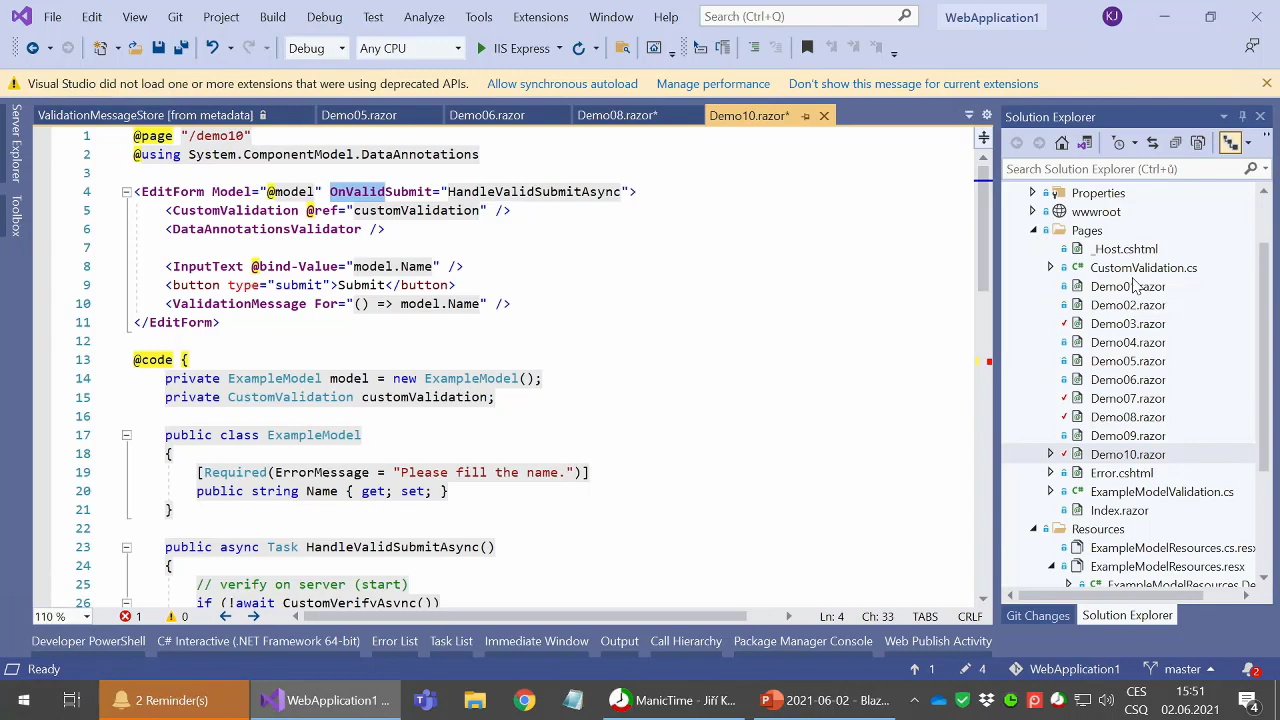 File Edit View Git Project Build Debug Test Analyze Tools Extensions Window Help Search (Ctrl+Q) WebApplication1 KJ
Debug Any CPU IIS Express
Visual Studio did not load one or more extensions that were using deprecated APIs. Allow synchronous autoload Manage performance Don't show this message for current extensions
Server Explorer
Toolbox
ValidationMessageStore [from metadata] Demo05.razor Demo06.razor Demo08.razor* Demo10.razor*
1 @page "/demo10"
2 @using System.ComponentModel.DataAnnotations
3
4 <EditForm Model="@model" OnValidSubmit="HandleValidSubmitAsync">
5 <CustomValidation @ref="customValidation" />
6 <DataAnnotationsValidator />
7
8 <InputText @bind-Value="model.Name" />
9 <button type="submit">Submit</button>
10 <ValidationMessage For="() => model.Name" />
11 </EditForm>
12
13 @code {
14 private ExampleModel model = new ExampleModel();
15 private CustomValidation customValidation;
16
17 public class ExampleModel
18 {
19 [Required(ErrorMessage = "Please fill the name.")]
20 public string Name { get; set; }
21 }
22
23 public async Task HandleValidSubmitAsync()
24 {
25 // verify on server (start)
26 if (!await CustomVerifyAsync())
110 % 1 0 Ln: 4 Ch: 33 TABS CRLF
Solution Explorer
Search Solution Explorer (Ctrl+ů)
Properties
wwwroot
Pages
_Host.cshtml
CustomValidation.cs
Demo01.razor
Demo02.razor
Demo03.razor
Demo04.razor
Demo05.razor
Demo06.razor
Demo07.razor
Demo08.razor
Demo09.razor
Demo10.razor
Error.cshtml
ExampleModelValidation.cs
Index.razor
Resources
ExampleModelResources.cs.resx
ExampleModelResources.resx
ExampleModelResources.De
Git Changes Solution Explorer
Developer PowerShell C# Interactive (.NET Framework 64-bit) Error List Task List Immediate Window Output Call Hierarchy Package Manager Console Web Publish Activity
Ready 1 4 WebApplication1 master 2
2 Reminder(s) WebApplication1 ... ManicTime - Jiří K... 2021-06-02 – Blaz... CES 15:51
CSQ 02.06.2021 4